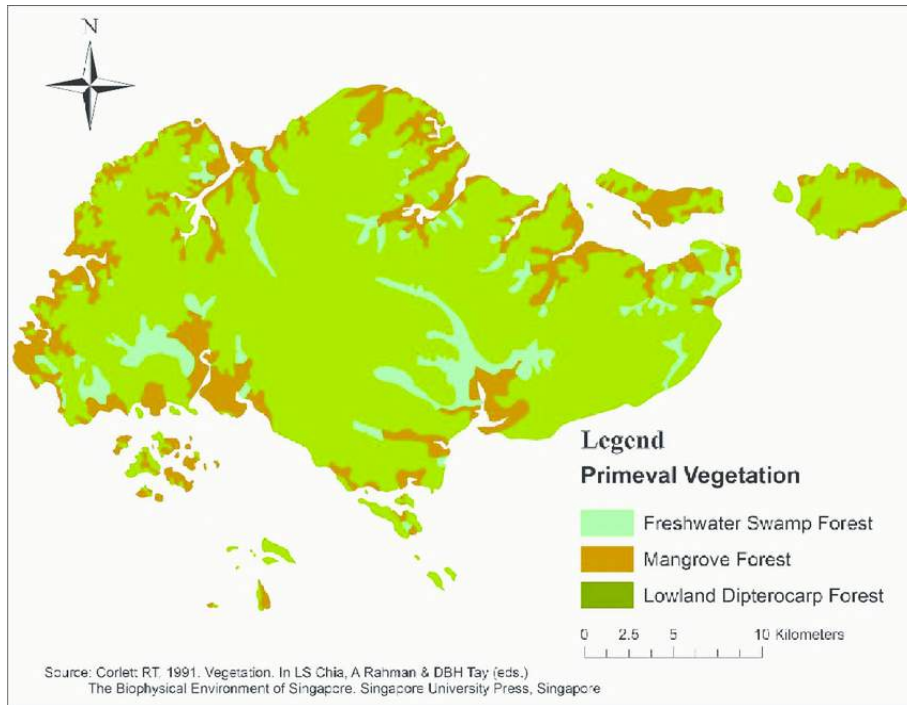 N
Legend
Primeval Vegetation
Freshwater Swamp Forest
Mangrove Forest
Lowland Dipterocarp Forest
0 2.5 5 10 Kilometers
Source: Corlett RT, 1991. Vegetation. In LS Chia, A Rahman & DBH Tay (eds.)
The Biophysical Environment of Singapore. Singapore University Press, Singapore